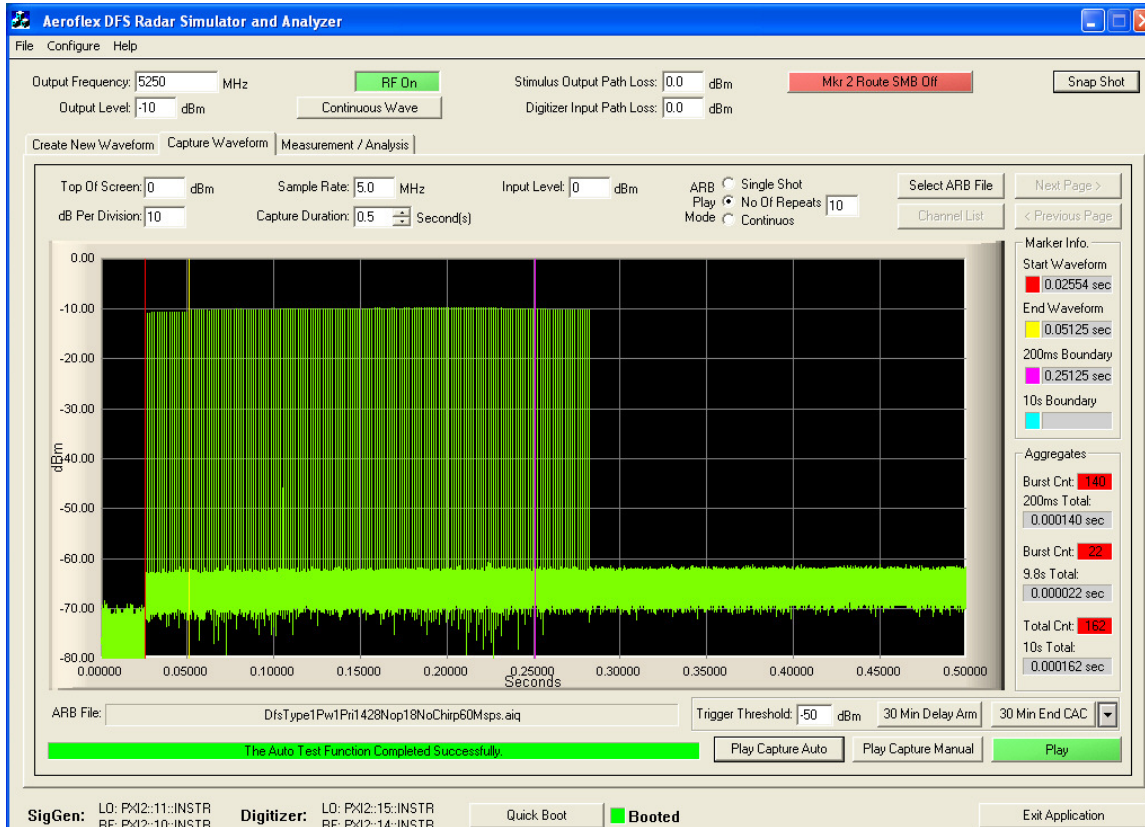 Aeroflex DFS Radar Simulator and Analyzer
File Configure Help
Output Frequency: 5250 MHz RF On Stimulus Output Path Loss: 0.0 dBm Mkr 2 Route SMB Off Snap Shot
Output Level: -10 dBm Continuous Wave Digitizer Input Path Loss: 0.0 dBm
Create New Waveform Capture Waveform Measurement / Analysis
Top Of Screen: 0 dBm Sample Rate: 5.0 MHz Input Level: 0 dBm ARB Play Mode Single Shot Select ARB File Next Page >
No Of Repeats 10
dB Per Division: 10 Capture Duration: 0.5 Second(s) Continuos Channel List < Previous Page
Marker Info.
Start Waveform
0.02554 sec
End Waveform
0.05125 sec
200ms Boundary
0.25125 sec
10s Boundary
Aggregates
Burst Cnt: 140
200ms Total:
0.000140 sec
Burst Cnt: 22
9.8s Total:
0.000022 sec
Total Cnt: 162
10s Total:
0.000162 sec
0.00
-10.00
-20.00
-30.00
-40.00
-50.00
-60.00
-70.00
-80.00
dBm
0.00000 0.05000 0.10000 0.15000 0.20000 0.25000 0.30000 0.35000 0.40000 0.45000 0.50000
Seconds
ARB File: DfsType1Pw1Pri1428Nop18NoChirp60Msps.aiq Trigger Threshold: -50 dBm 30 Min Delay Arm 30 Min End CAC
The Auto Test Function Completed Successfully. Play Capture Auto Play Capture Manual Play
SigGen: LO: PXI2::11::INSTR Digitizer: LO: PXI2::15::INSTR Quick Boot Booted Exit Application
RF: PXI2::10::INSTR RF: PXI2::14::INSTR